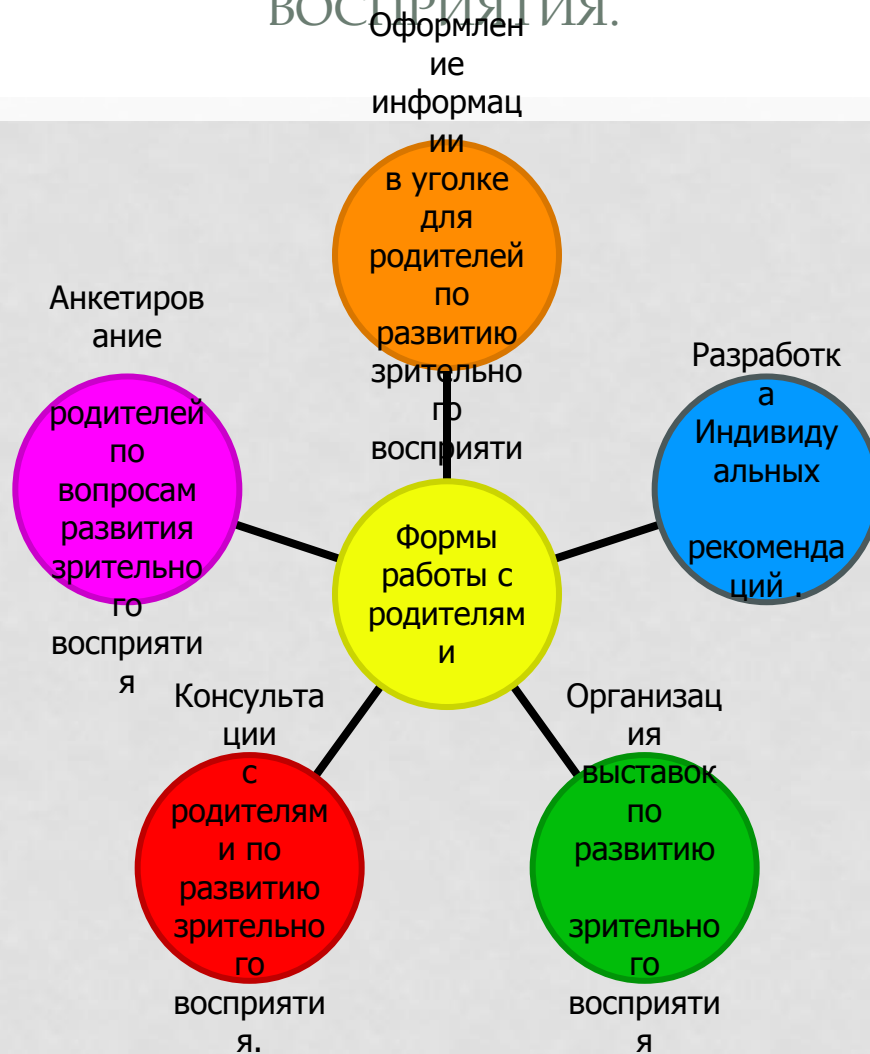 ВОСПРИЯТИЯ.
Оформлен
ие
информац
ии
в уголке
для
родителей
по
развитию
зрительно
го
восприяти
Анкетиров
ание
родителей
по
вопросам
развития
зрительно
го
восприяти
я
Разработк
а
Индивиду
альных
рекоменда
ций .
Формы
работы с
родителям
и
Консульта
ции
с
родителям
и по
развитию
зрительно
го
восприяти
я.
Организац
ия
выставок
по
развитию
зрительно
го
восприяти
я